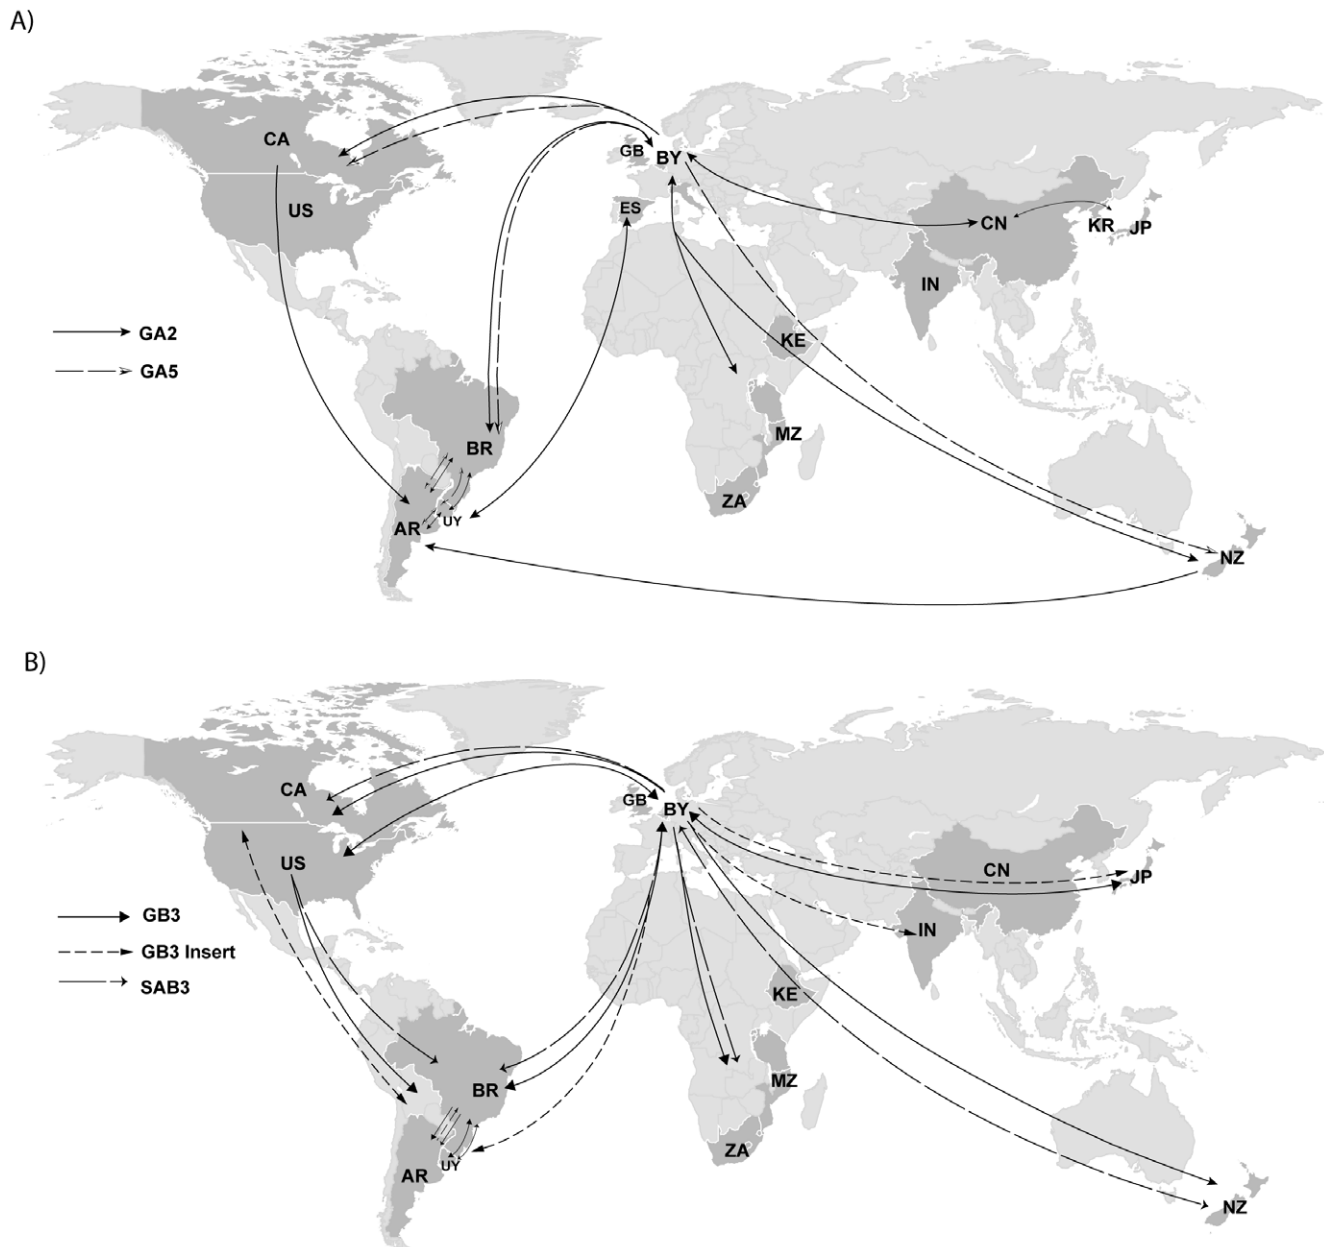 A)
CA
GB
BY
US
ES
CN
KR
JP
IN
GA2
KE
GA5
BR
MZ
ZA
UY
AR
NZ
B)
CA
GB
BY
US
CN
JP
GB3
IN
GB3 Insert
SAB3
KE
BR
MZ
ZA
UY
AR
NZ